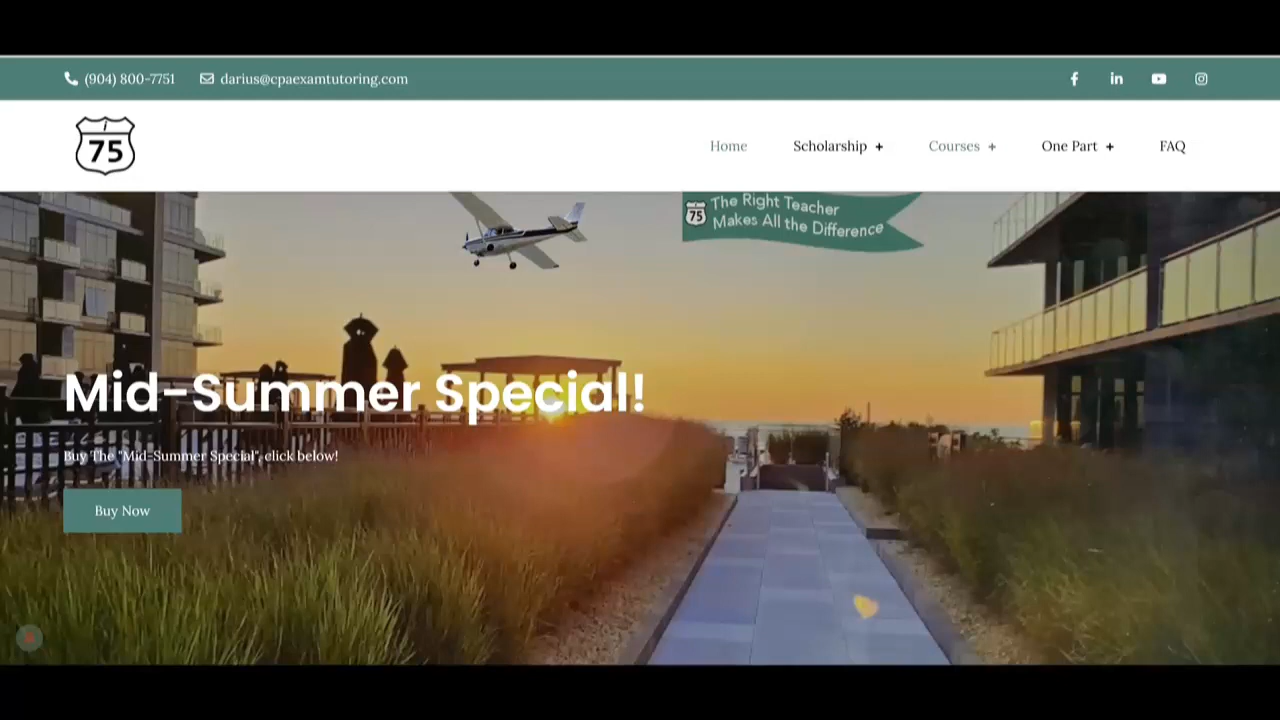 (904) 800-7751 darius@cpaexamtutoring.com
i
75
Home Scholarship + Courses + One Part + FAQ
75
The Right Teacher
Makes All the Difference
Mid-Summer Special!
Buy The "Mid-Summer Special", click below!
Buy Now